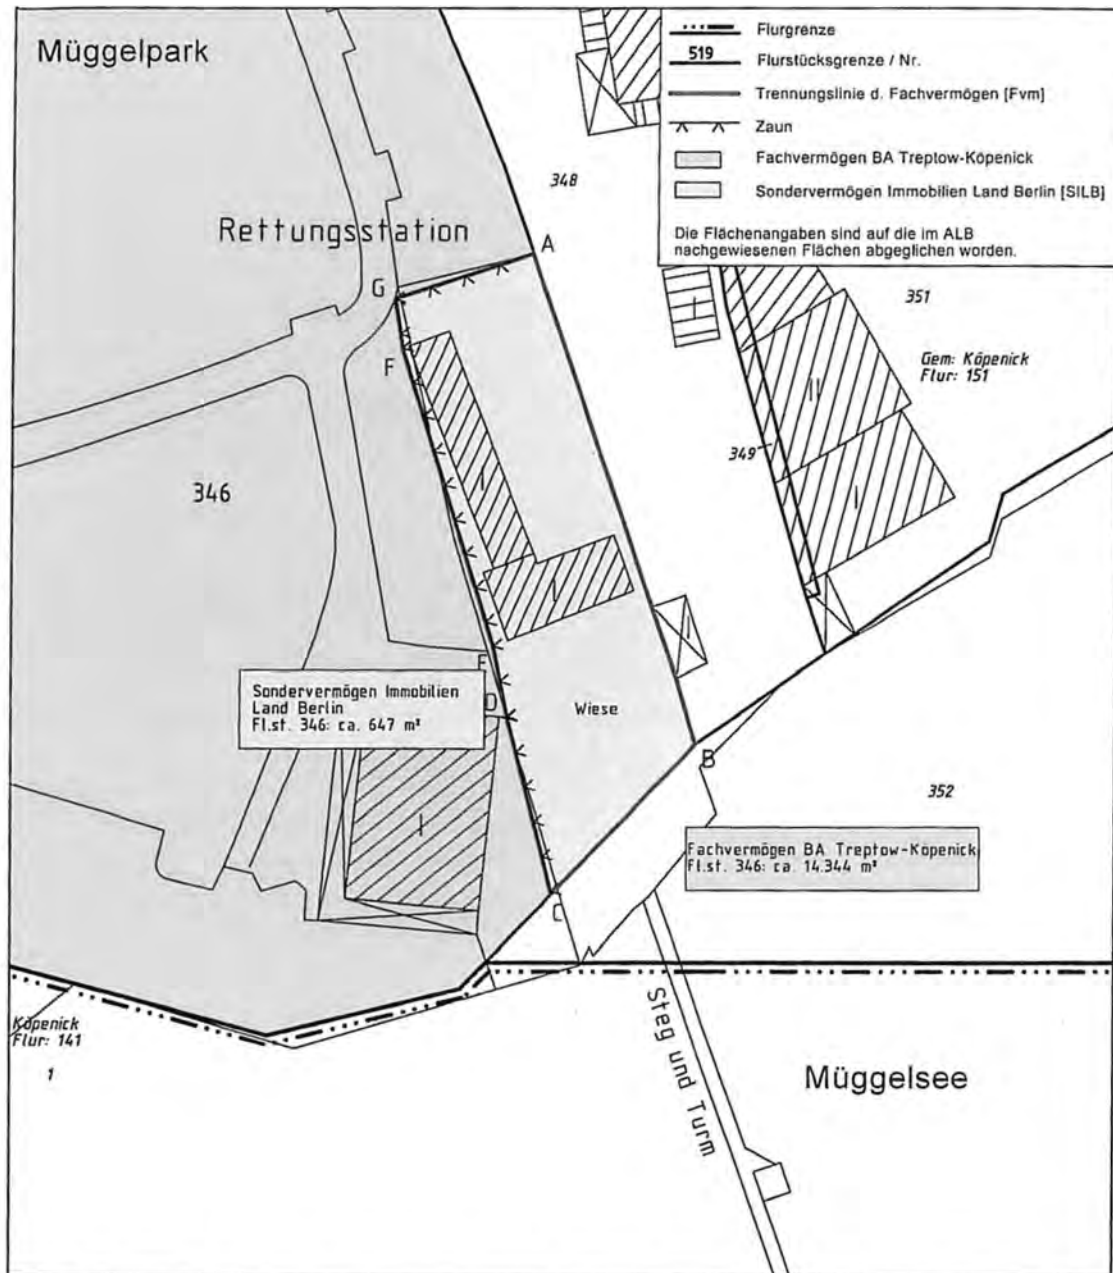 Müggelpark
Flurgrenze
519
Flurstücksgrenze / Nr.
Trennungslinie d. Fachvermögen [Fvm]
Zaun
Fachvermögen BA Treptow-Köpenick
Sondervermögen Immobilien Land Berlin [SILB]
Die Flächenangaben sind auf die im ALB
nachgewiesenen Flächen abgeglichen worden.
348
Rettungsstation
A
G
351
I
F
Gem: Köpenick
Flur: 151
II
349
346
I
I
I
I
E
Sondervermögen Immobilien
Land Berlin
Fl.st. 346: ca. 647 m²
D
Wiese
B
352
I
Fachvermögen BA Treptow-Köpenick
Fl.st. 346: ca. 14.344 m²
C
Köpenick
Flur: 141
1
Steg und Turm
Müggelsee